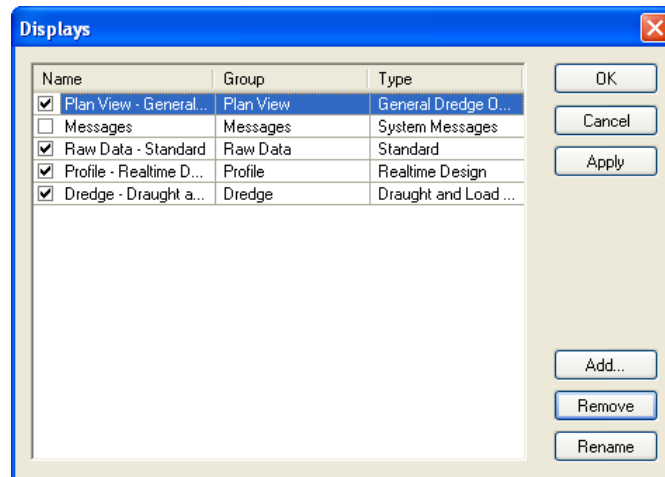 Displays
Name Group Type
Plan View - General... Plan View General Dredge O...
Messages Messages System Messages
Raw Data - Standard Raw Data Standard
Profile - Realtime D... Profile Realtime Design
Dredge - Draught a... Dredge Draught and Load ...
OK
Cancel
Apply
Add...
Remove
Rename